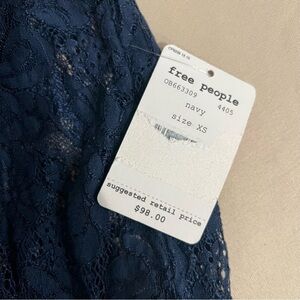 free people
OB663309 4405
navy
size XS
suggested retail price
$98.00